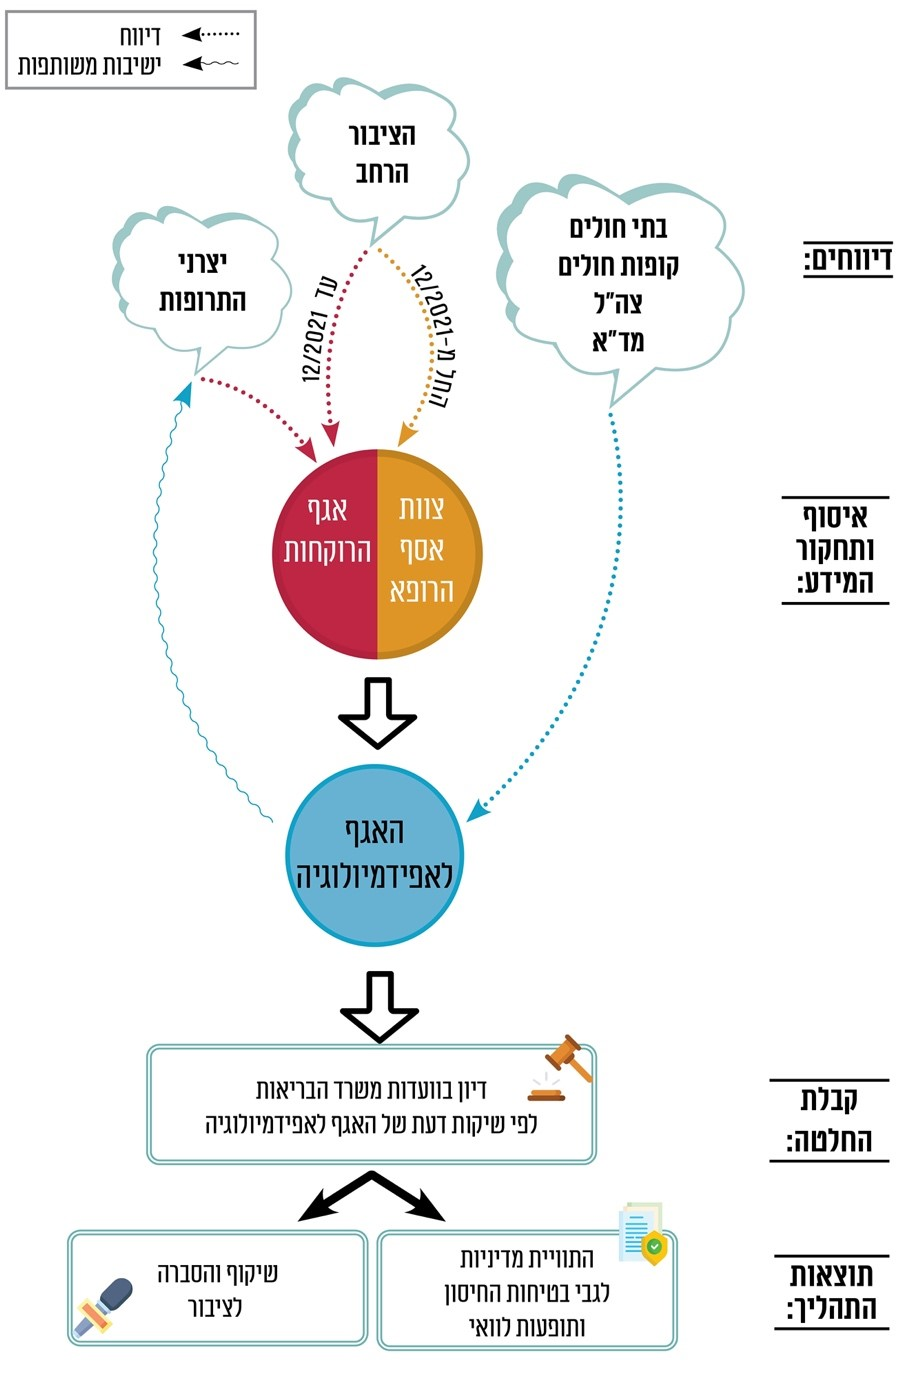 דיווח
ישיבות משותפות
הציבור
הרחב
בתי חולים
קופות חולים
צה"ל
מד"א
יצרני
התרופות
דיווחים:
עד 12/2021
החל מ-12/2021
איסוף
ותחקור
המידע:
צוות
אסף
הרופא
אגף
הרוקחות
האגף
לאפידמיולוגיה
קבלת
החלטה:
דיון בוועדות משרד הבריאות
לפי שיקות דעת של האגף לאפידמיולוגיה
תוצאות
התהליך:
התוויית מדיניות
לגבי בטיחות החיסון
ותופעות לוואי
שיקוף והסברה
לציבור